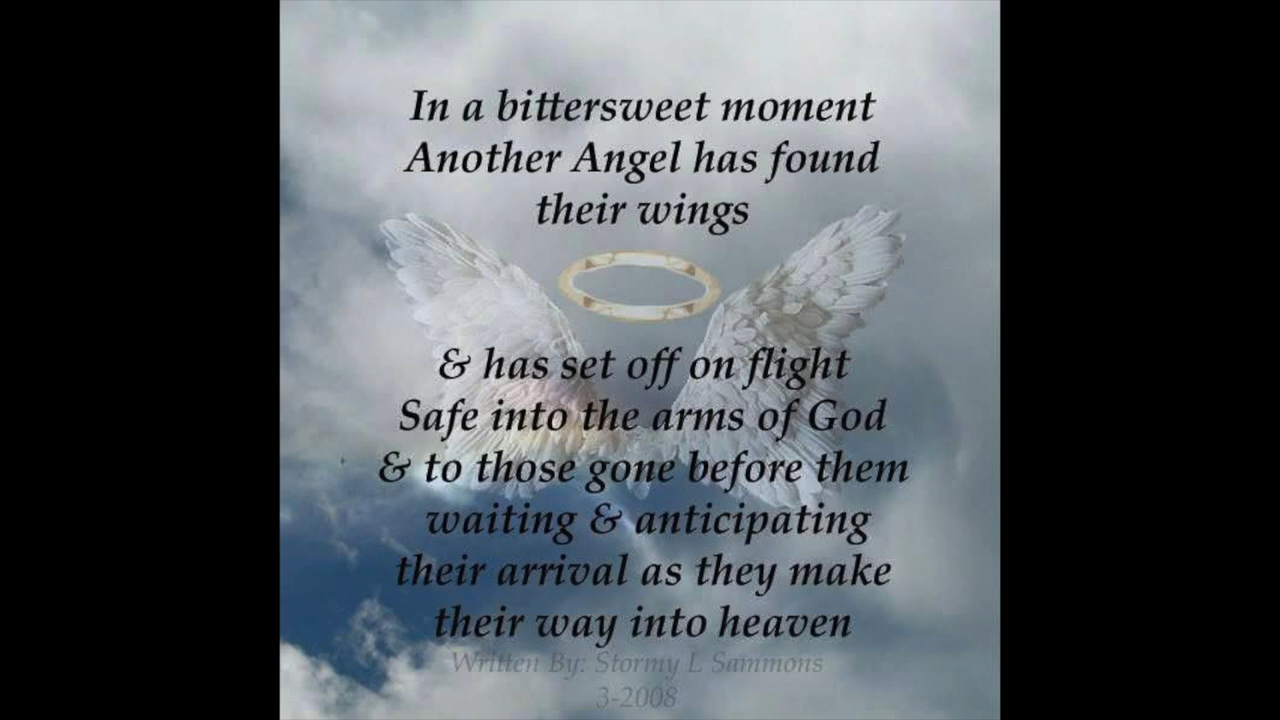 In a bittersweet moment
Another Angel has found
their wings
& has set off on flight
Safe into the arms of God
& to those gone before them
waiting & anticipating
their arrival as they make
their way into heaven
Written By: Stormy L Sammons
3-2008